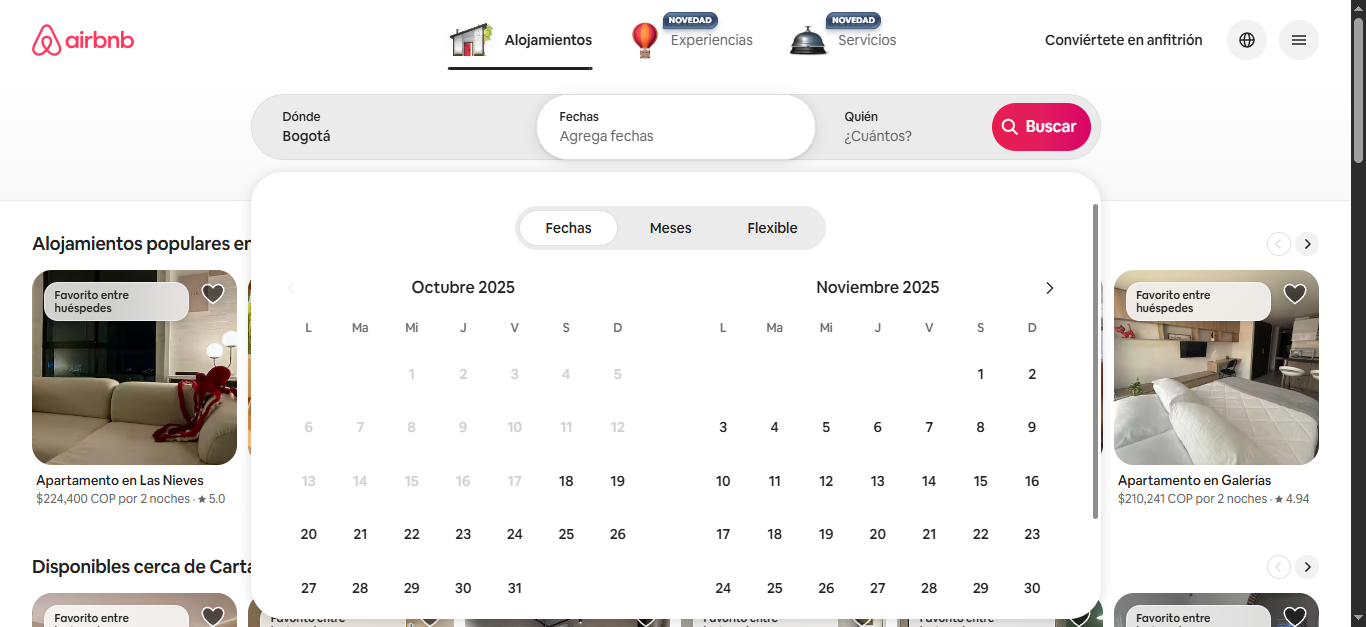 airbnb
Alojamientos
NOVEDAD
Experiencias
NOVEDAD
Servicios
Conviértete en anfitrión
Dónde
Bogotá
Fechas
Agrega fechas
Quién
¿Cuántos?
Buscar
Fechas
Meses
Flexible
Alojamientos populares en
Octubre 2025
L Ma Mi J V S D
1 2 3 4 5
6 7 8 9 10 11 12
13 14 15 16 17 18 19
20 21 22 23 24 25 26
27 28 29 30 31
Noviembre 2025
L Ma Mi J V S D
1 2
3 4 5 6 7 8 9
10 11 12 13 14 15 16
17 18 19 20 21 22 23
24 25 26 27 28 29 30
Favorito entre
huéspedes
Apartamento en Las Nieves
$224,400 COP por 2 noches · ★ 5.0
Favorito entre
huéspedes
Apartamento en Galerías
$210,241 COP por 2 noches · ★ 4.94
Disponibles cerca de Carta
Favorito entre
Favorito entre
Favorito entre
Favorito entre
Favorito entre